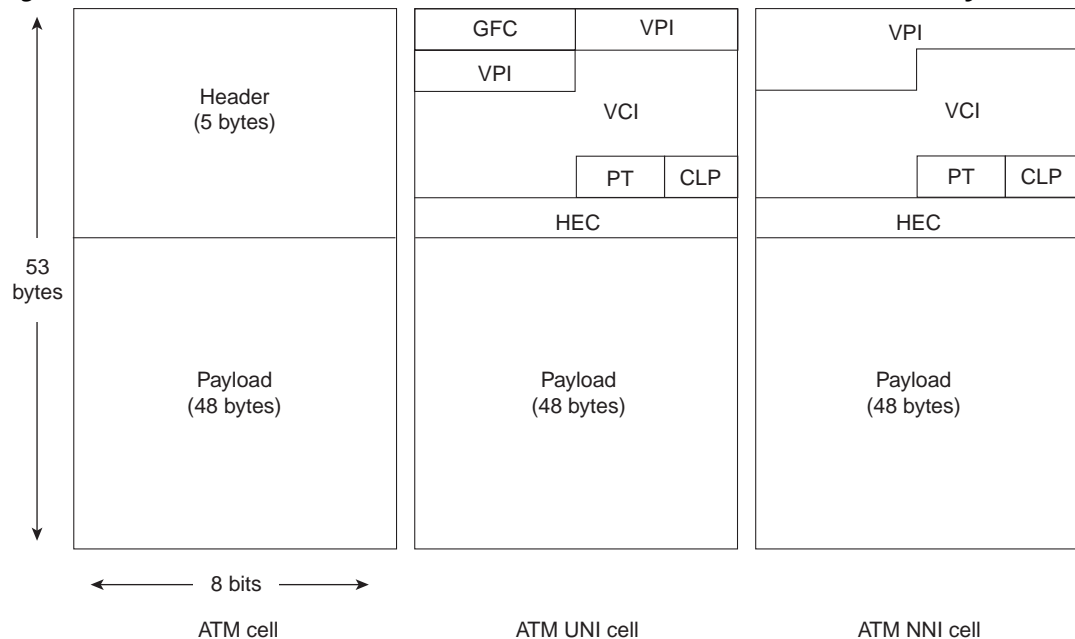 53
bytes
Header
(5 bytes)
Payload
(48 bytes)
8 bits
ATM cell
GFC
VPI
VPI
VCI
PT
CLP
HEC
Payload
(48 bytes)
ATM UNI cell
VPI
VCI
PT
CLP
HEC
Payload
(48 bytes)
ATM NNI cell